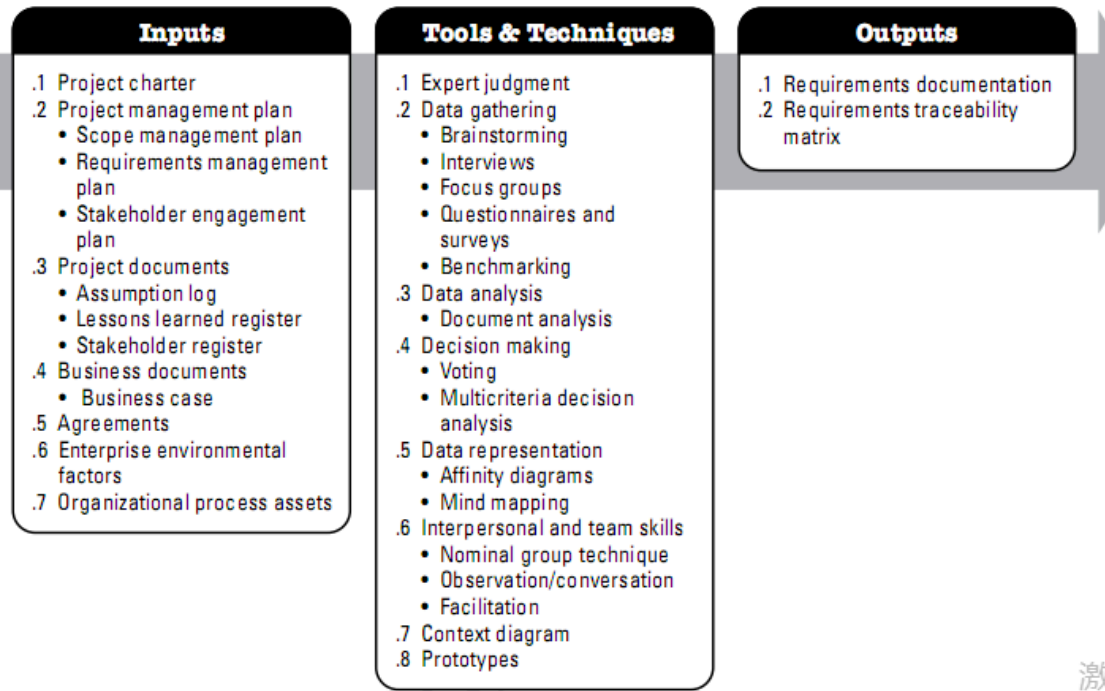 Inputs
.1 Project charter
.2 Project management plan
• Scope management plan
• Requirements management
plan
• Stakeholder engagement
plan
.3 Project documents
• Assumption log
• Lessons learned register
• Stakeholder register
.4 Business documents
• Business case
.5 Agreements
.6 Enterprise environmental
factors
.7 Organizational process assets
Tools & Techniques
.1 Expert judgment
.2 Data gathering
• Brainstorming
• Interviews
• Focus groups
• Questionnaires and
surveys
• Benchmarking
.3 Data analysis
• Document analysis
.4 Decision making
• Voting
• Multicriteria decision
analysis
.5 Data representation
• Affinity diagrams
• Mind mapping
.6 Interpersonal and team skills
• Nominal group technique
• Observation/conversation
• Facilitation
.7 Context diagram
.8 Prototypes
Outputs
.1 Requirements documentation
.2 Requirements traceability
matrix
激